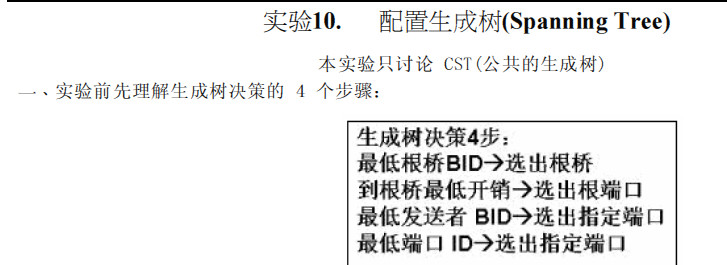 实验10. 配置生成树(Spanning Tree)
本实验只讨论 CST(公共的生成树)
一、实验前先理解生成树决策的 4 个步骤:
生成树决策4步：
最低根桥BID→选出根桥
到根桥最低开销→选出根端口
最低发送者 BID→选出指定端口
最低端口 ID→选出指定端口